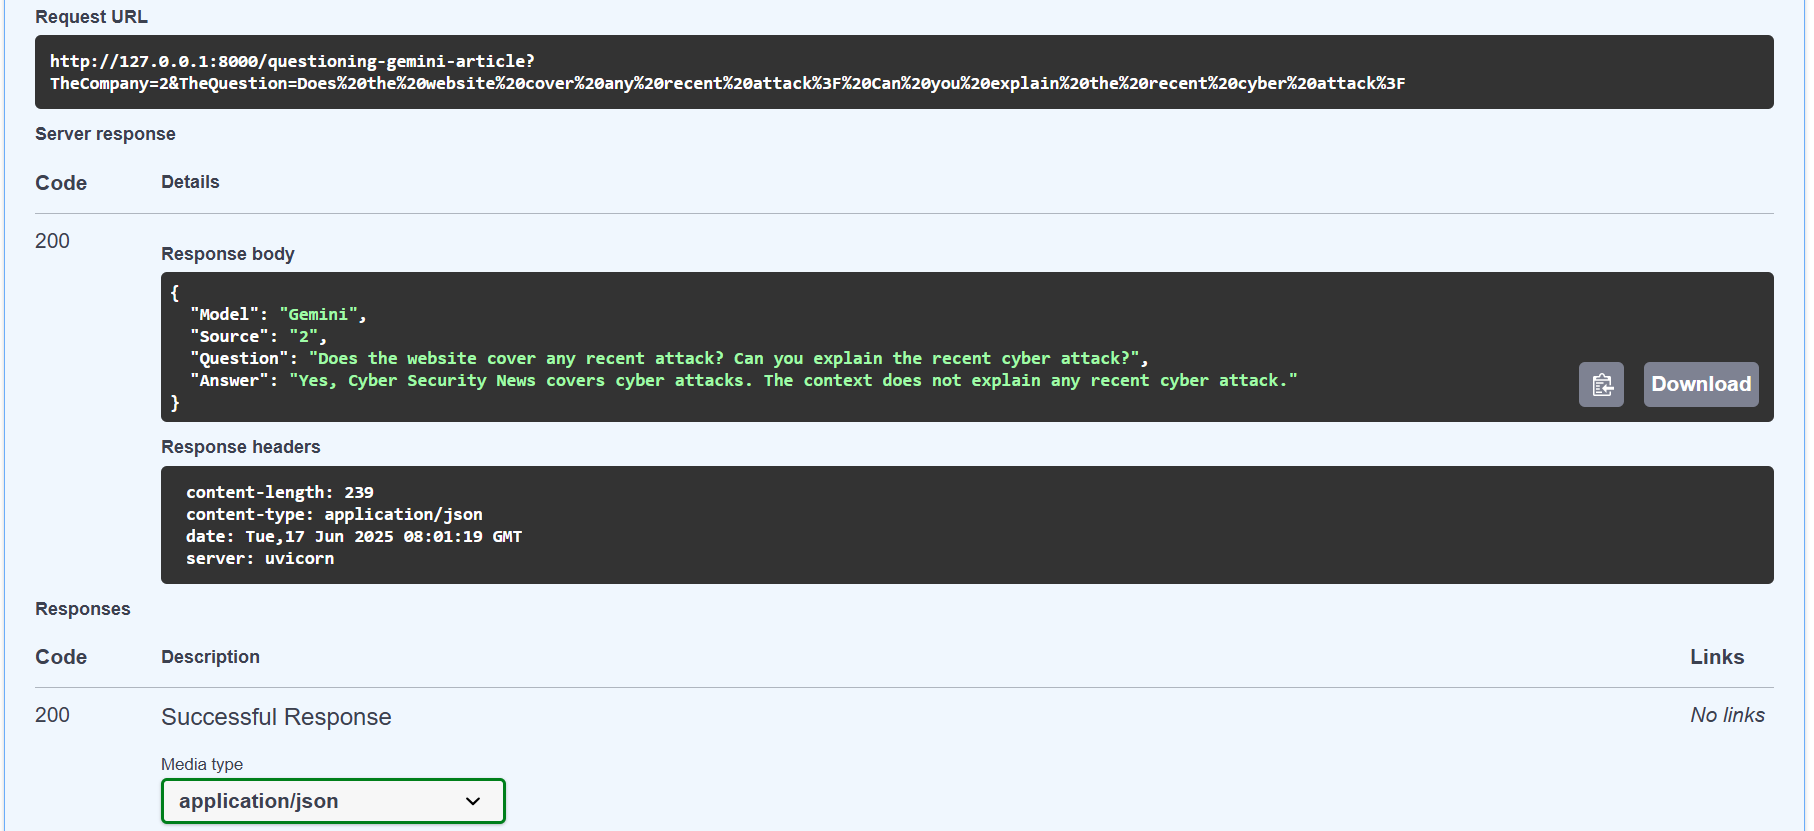 Request URL
http://127.0.0.1:8000/questioning-gemini-article?
TheCompany=2&TheQuestion=Does%20the%20website%20cover%20any%20recent%20attack%3F%20Can%20you%20explain%20the%20recent%20cyber%20attack%3F
Server response
Code Details
200
Response body
{
"Model": "Gemini",
"Source": "2",
"Question": "Does the website cover any recent attack? Can you explain the recent cyber attack?",
"Answer": "Yes, Cyber Security News covers cyber attacks. The context does not explain any recent cyber attack."
}
Download
Response headers
content-length: 239
content-type: application/json
date: Tue,17 Jun 2025 08:01:19 GMT
server: uvicorn
Responses
Code Description Links
200 Successful Response No links
Media type
application/json